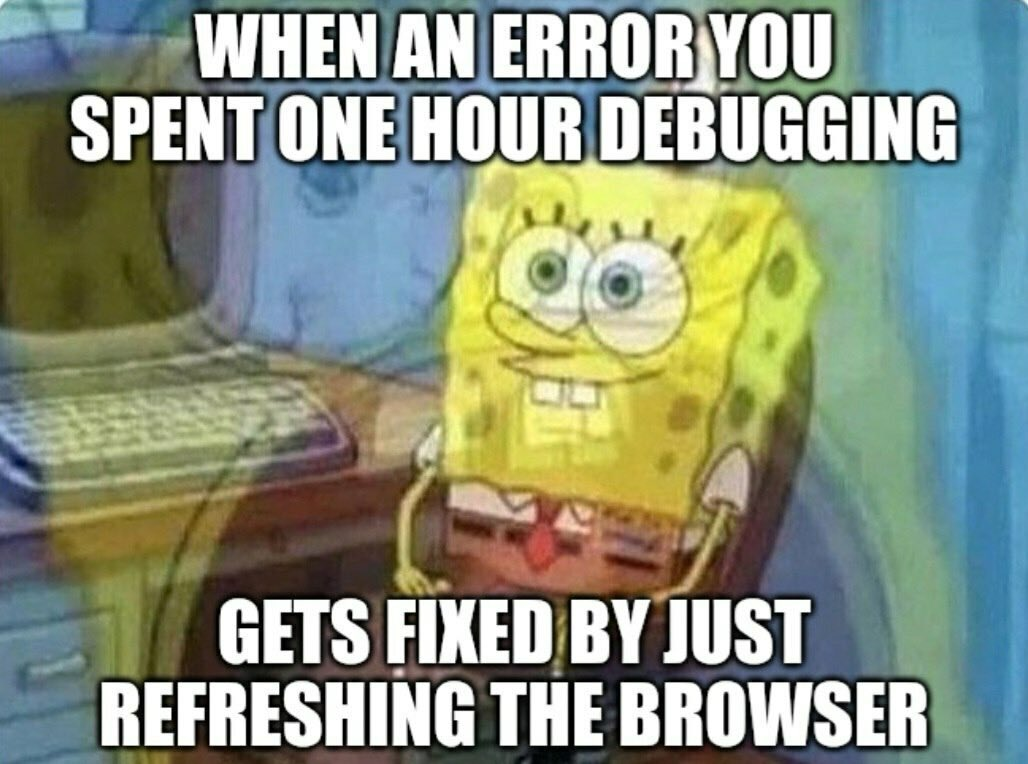 WHEN AN ERROR YOU
SPENT ONE HOUR DEBUGGING
GETS FIXED BY JUST
REFRESHING THE BROWSER